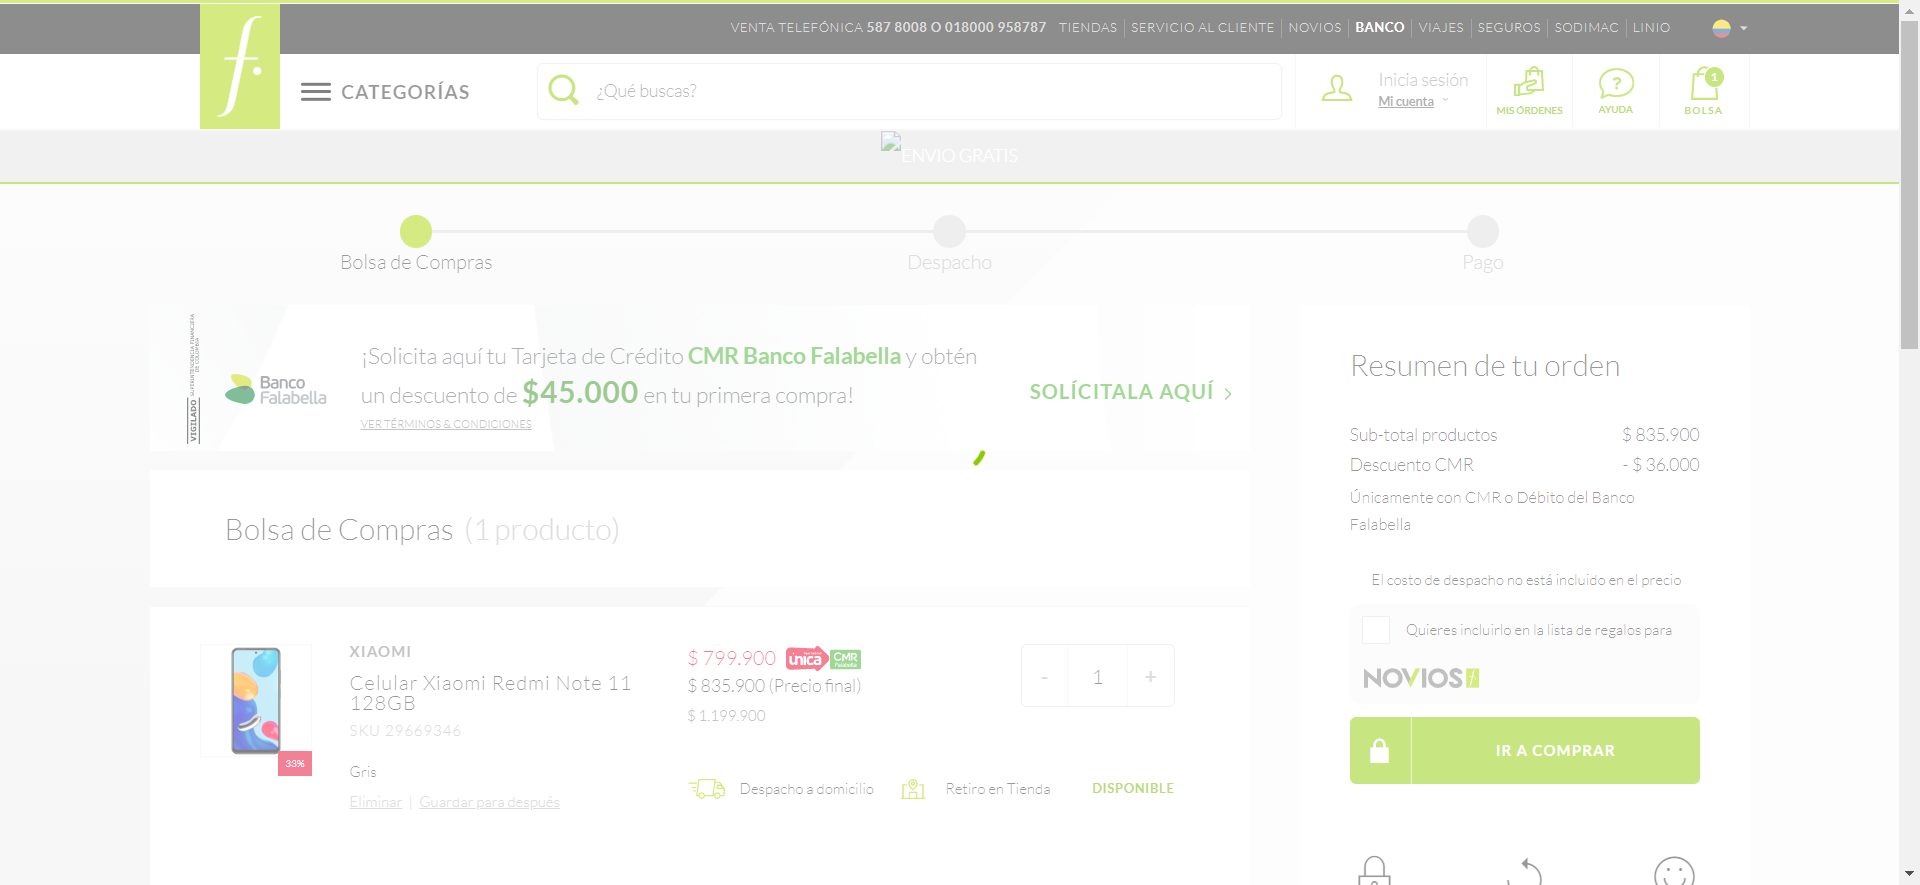 VENTA TELEFÓNICA 587 8008 O 018000 958787 TIENDAS SERVICIO AL CLIENTE NOVIOS BANCO VIAJES SEGUROS SODIMAC LINIO
f.
CATEGORÍAS
¿Qué buscas?
Inicia sesión
Mi cuenta
MIS ÓRDENES
AYUDA
1
BOLSA
ENVIO GRATIS
Bolsa de Compras
Despacho
Pago
VIGILADO SUPERINTENDENCIA FINANCIERA
DE COLOMBIA
Banco
Falabella
¡Solicita aquí tu Tarjeta de Crédito CMR Banco Falabella y obtén
un descuento de $45.000 en tu primera compra!
VER TÉRMINOS & CONDICIONES
SOLÍCITALA AQUÍ
Bolsa de Compras (1 producto)
33%
XIAOMI
Celular Xiaomi Redmi Note 11
128GB
SKU 29669346
Gris
Eliminar | Guardar para después
$ 799.900 única CMR Falabella
$ 835.900 (Precio final)
$ 1.199.900
- 1 +
Despacho a domicilio
Retiro en Tienda
DISPONIBLE
Resumen de tu orden
Sub-total productos $ 835.900
Descuento CMR - $ 36.000
Únicamente con CMR o Débito del Banco
Falabella
El costo de despacho no está incluido en el precio
Quieres incluirlo en la lista de regalos para
NOVIOS f.
IR A COMPRAR